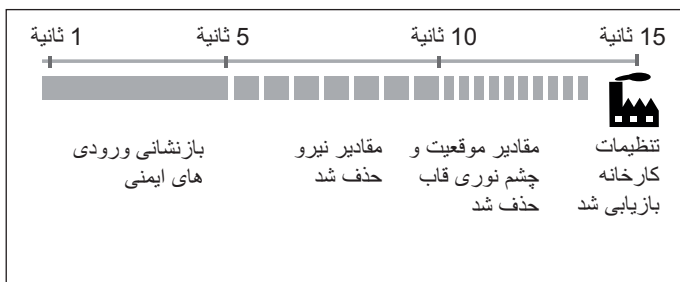 1 ثانیة
5 ثانیة
10 ثانیة
15 ثانیة
بازنشانی ورودی
های ایمنی
مقادیر نیرو
حذف شد
مقادیر موقعیت و
چشم نوری قاب
حذف شد
تنظیمات
کارخانه
بازیابی شد